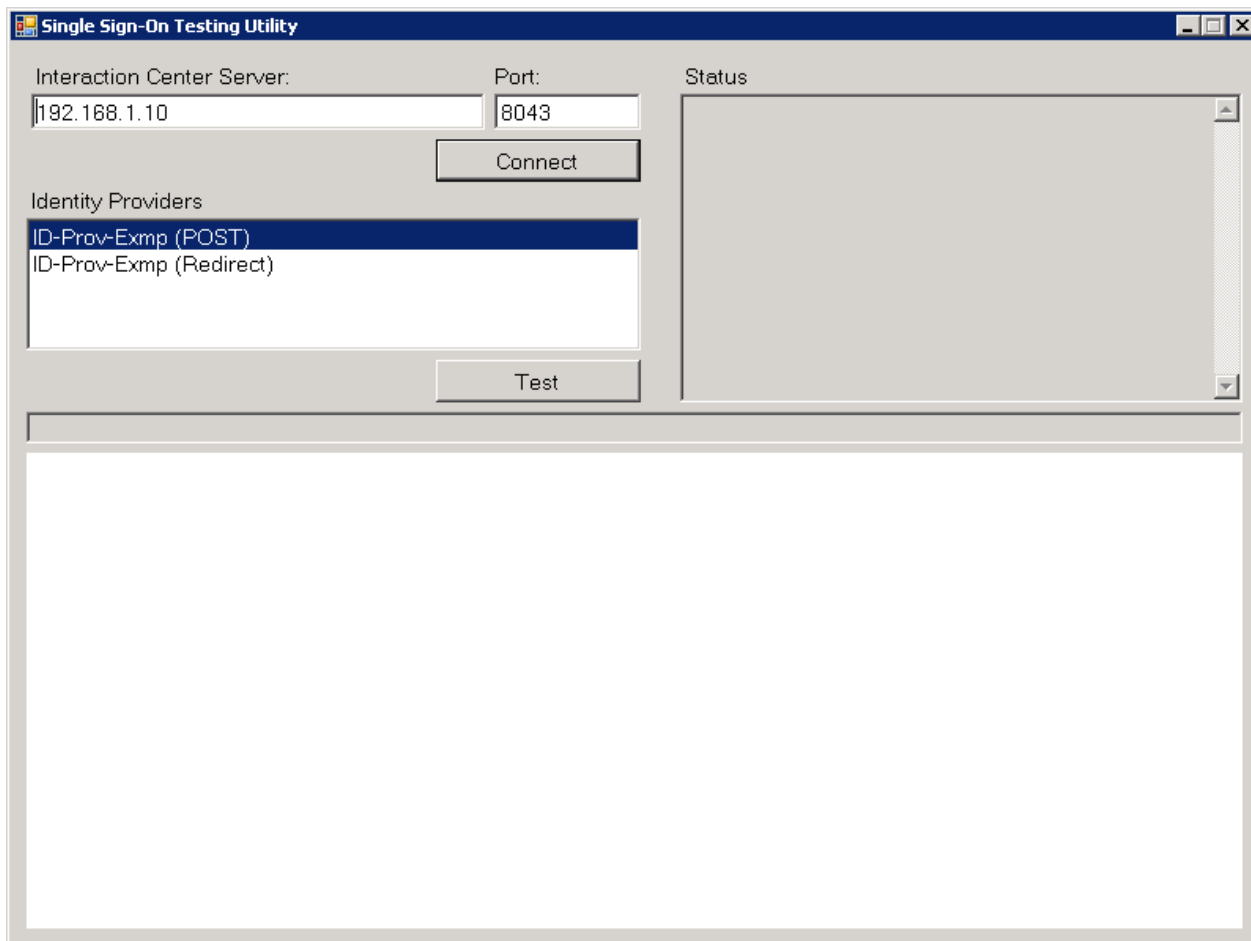 Single Sign-On Testing Utility
Interaction Center Server: Port: Status
192.168.1.10 8043
Connect
Identity Providers
ID-Prov-Exmp (POST)
ID-Prov-Exmp (Redirect)
Test